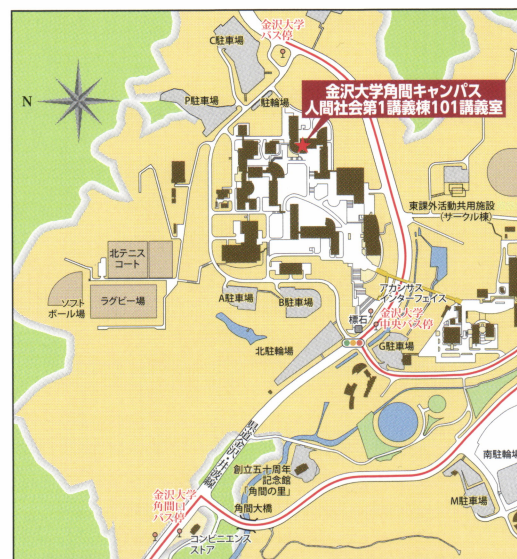 金沢大学
バス停
C駐車場
N
P駐車場
駐輪場
金沢大学角間キャンパス
人間社会第1講義棟101講義室
東課外活動共用施設
(サークル棟)
北テニス
コート
ソフト
ボール場
ラグビー場
A駐車場
B駐車場
アカンサス
インターフェイス
標石
金沢大学
中央バス停
北駐輪場
G駐車場
県道金沢・井波線
創立五十周年
記念館
「角間の里」
南駐輪場
金沢大学
角間口
バス停
角間大橋
M駐車場
コンビニエンス
ストア